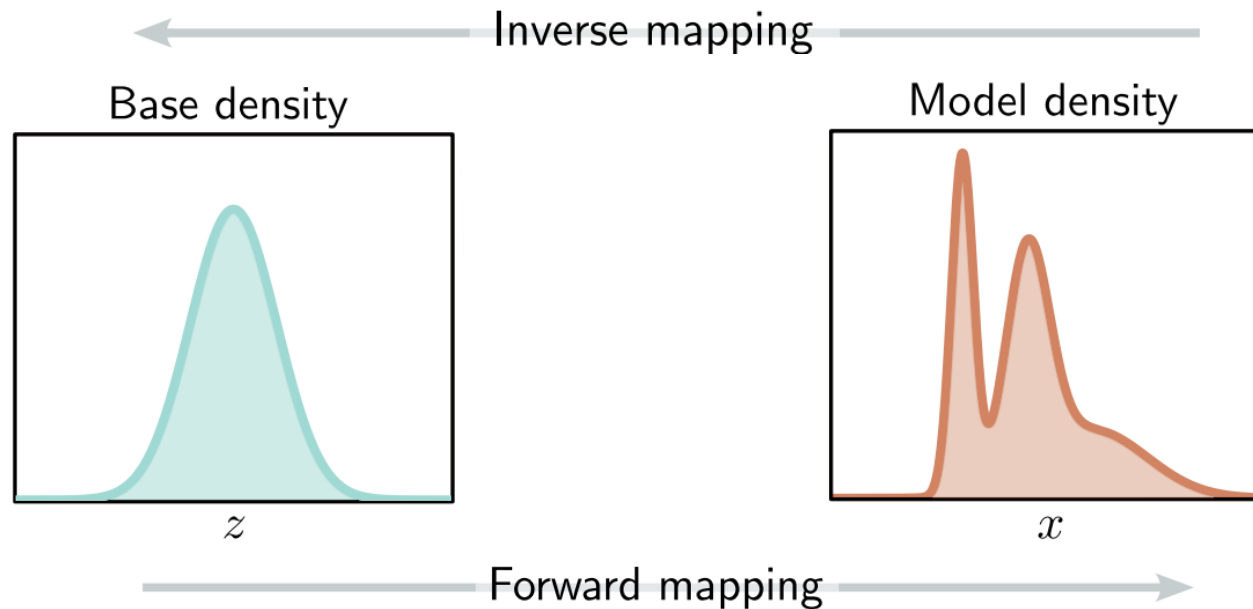 Inverse mapping
Base density
Model density
z
x
Forward mapping